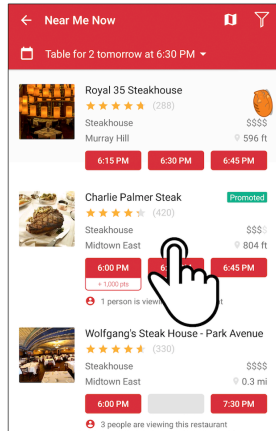 Near Me Now
Table for 2 tomorrow at 6:30 PM
Royal 35 Steakhouse
(288)
Steakhouse $$$$
Murray Hill 596 ft
6:15 PM 6:30 PM 6:45 PM
Charlie Palmer Steak Promoted
(420)
Steakhouse $$$$
Midtown East 804 ft
6:00 PM 6:45 PM
+ 1,000 pts
1 person is
Wolfgang's Steak House - Park Avenue
(330)
Steakhouse $$$$
Midtown East 0.3 mi
6:00 PM 7:30 PM
3 people are viewing this restaurant